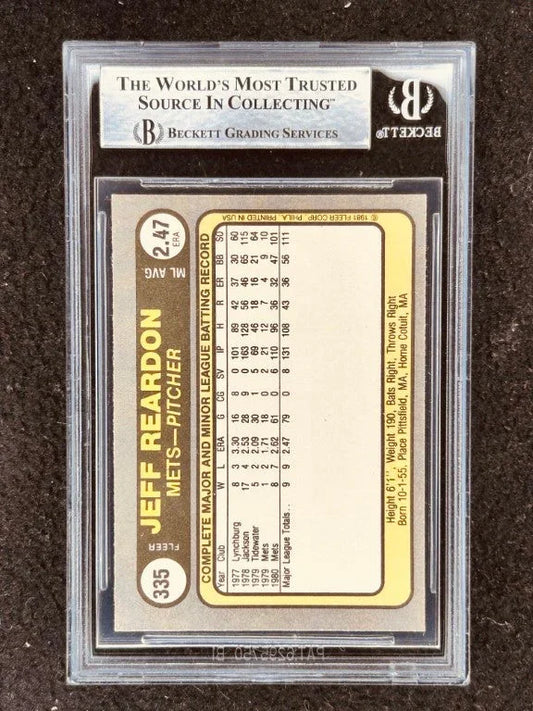 THE WORLD'S MOST TRUSTED
SOURCE IN COLLECTING™
B BECKETT GRADING SERVICES
B
BECKETT®
335 FLEER
JEFF REARDON
METS—PITCHER
ML AVG. 2.47 ERA
COMPLETE MAJOR AND MINOR LEAGUE BATTING RECORD
Year Club W L ERA G CG SV IP H R ER BB SO
1977 Lynchburg 8 3 3.30 16 8 0 101 89 42 37 30 60
1978 Jackson 17 4 2.53 28 9 0 163 128 56 46 65 115
1979 Tidewater 5 2 2.09 30 1 5 69 46 18 16 21 64
1979 Mets 1 2 1.71 18 0 2 21 12 7 4 9 10
1980 Mets 8 7 2.62 61 0 6 110 96 36 32 47 101
Major League Totals . . 9 9 2.47 79 0 8 131 108 43 36 56 111
Height 6'1", Weight 190, Bats Right, Throws Right
Born 10-1-55. Place Pittsfield, MA, Home Cotuit, MA
© 1981 FLEER CORP. PHILA., PRINTED IN USA